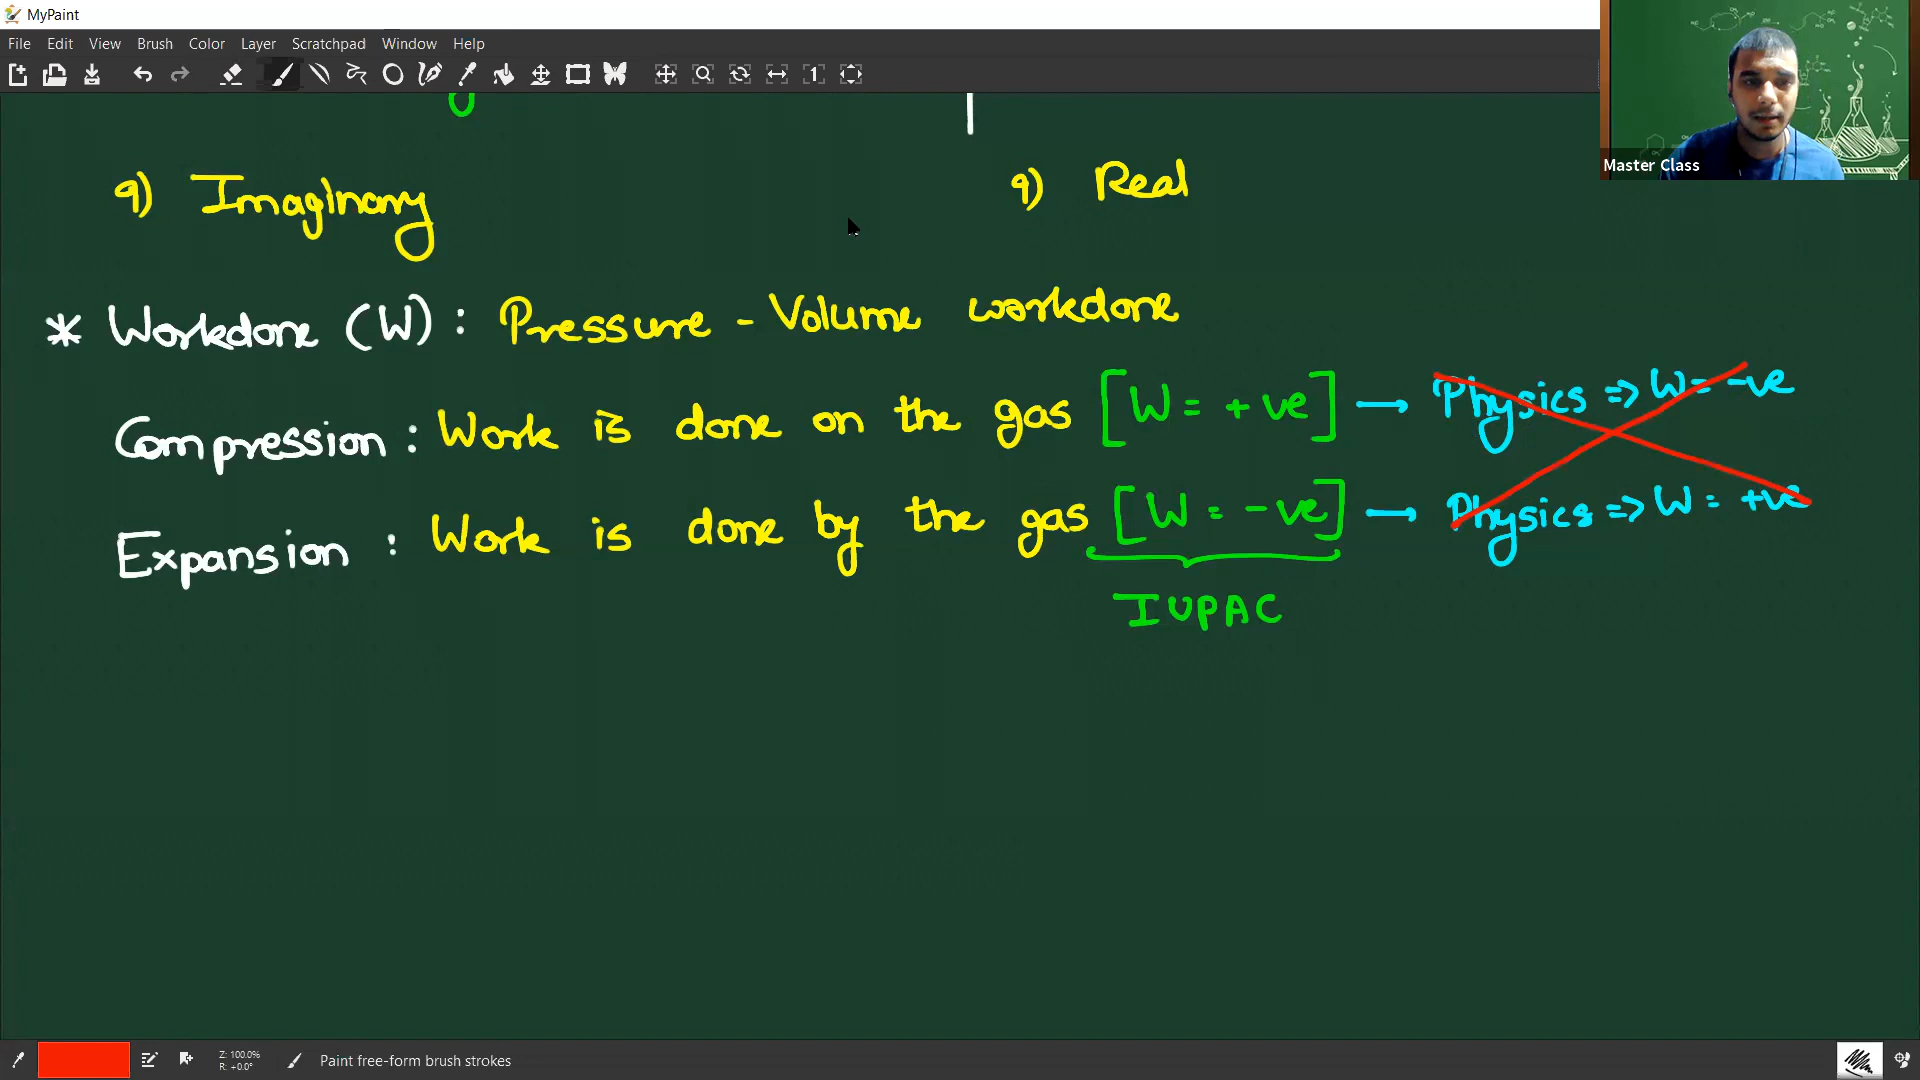 MyPaint
File Edit View Brush Color Layer Scratchpad Window Help
Master Class
9) Imaginary
9) Real
* Workdone (W) : Pressure - Volume workdone
Compression : Work is done on the gas [W = +ve] → Physics ⇒ W = -ve
Expansion : Work is done by the gas [W = -ve] → Physics ⇒ W = +ve
IUPAC
Z: 100.0%
R: +0.0°
Paint free-form brush strokes